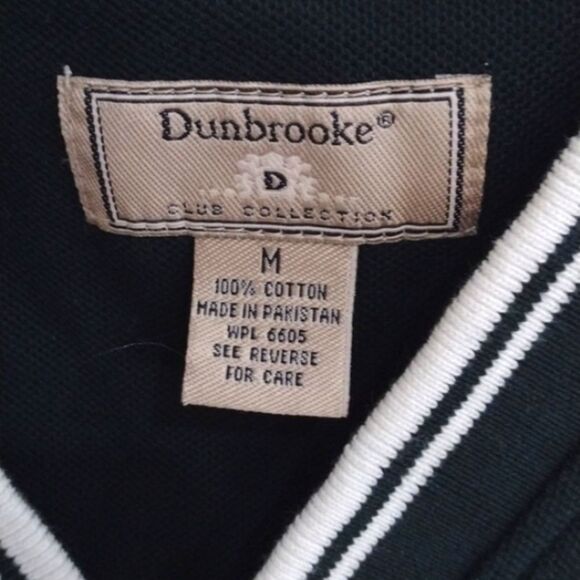 Dunbrooke®
D
CLUB COLLECTION
M
100% COTTON
MADE IN PAKISTAN
WPL 6605
SEE REVERSE
FOR CARE